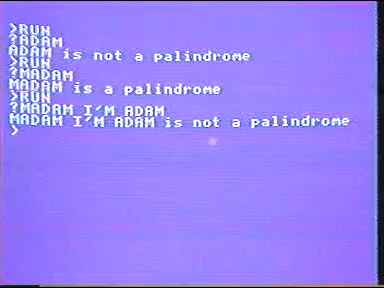 >RUN
?ADAM
ADAM is not a palindrome
>RUN
?MADAM
MADAM is a palindrome
>RUN
?MADAM I'M ADAM
MADAM I'M ADAM is not a palindrome
>